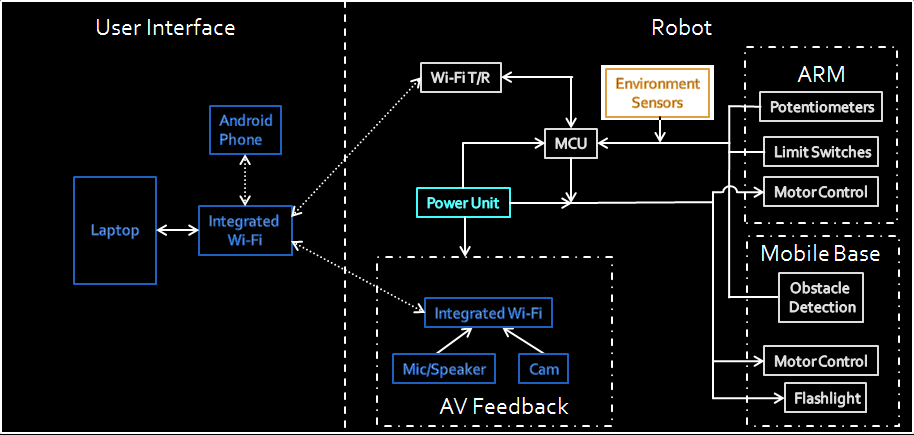 User Interface
Robot
Wi-Fi T/R
Environment
Sensors
ARM
Potentiometers
Android
Phone
MCU
Limit Switches
Power Unit
Motor Control
Laptop
Integrated
Wi-Fi
Mobile Base
Obstacle
Detection
Integrated Wi-Fi
Mic/Speaker
Cam
Motor Control
Flashlight
AV Feedback